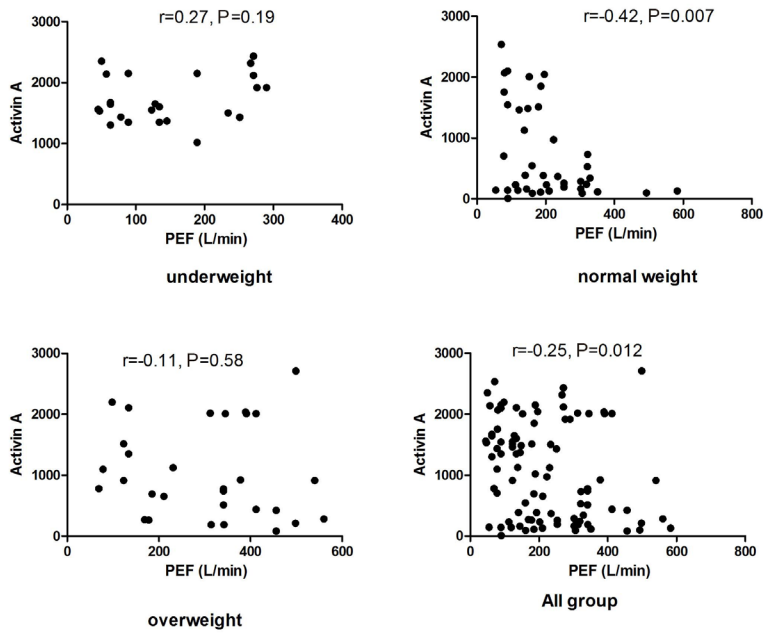 r=0.27, P=0.19
3000
2000
1000
0
Activin A
0 100 200 300 400
PEF (L/min)
underweight
r=-0.42, P=0.007
3000
2000
1000
0
Activin A
0 200 400 600 800
PEF (L/min)
normal weight
r=-0.11, P=0.58
3000
2000
1000
0
Activin A
0 200 400 600
PEF (L/min)
overweight
r=-0.25, P=0.012
3000
2000
1000
0
Activin A
0 200 400 600 800
PEF (L/min)
All group